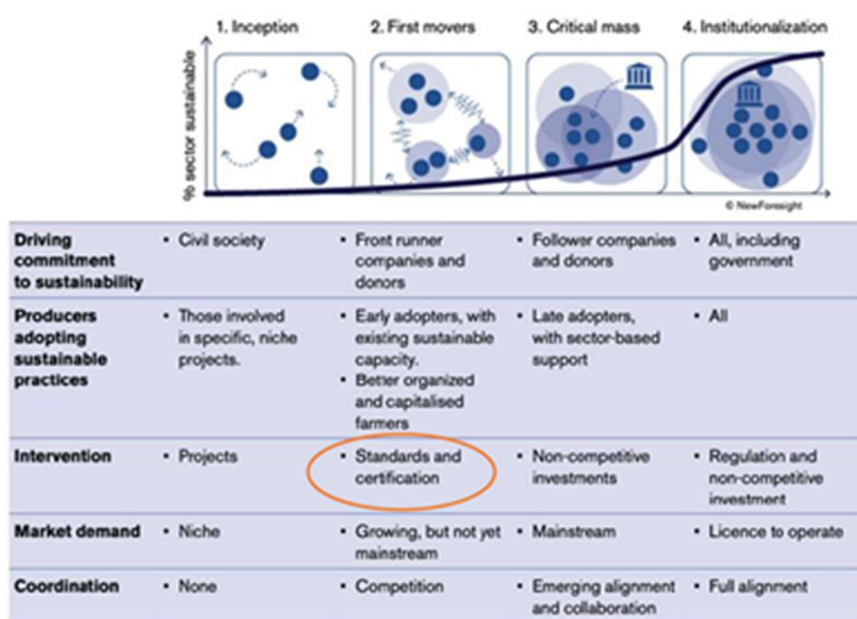 1. Inception 2. First movers 3. Critical mass 4. Institutionalization
% sector sustainable
© NewForesight
Driving
commitment
to sustainability
• Civil society
• Front runner
companies and
donors
• Follower companies
and donors
• All, including
government
Producers
adopting
sustainable
practices
• Those involved
in specific, niche
projects.
• Early adopters, with
existing sustainable
capacity.
• Better organized
and capitalised
farmers
• Late adopters,
with sector-based
support
• All
Intervention
• Projects
• Standards and
certification
• Non-competitive
investments
• Regulation and
non-competitive
investment
Market demand
• Niche
• Growing, but not yet
mainstream
• Mainstream
• Licence to operate
Coordination
• None
• Competition
• Emerging alignment
and collaboration
• Full alignment